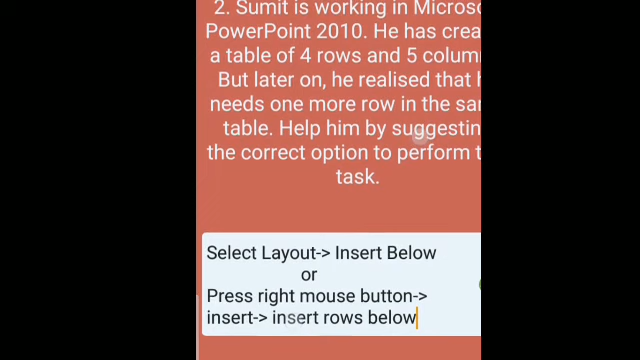 2. Sumit is working in Microso
PowerPoint 2010. He has crea
a table of 4 rows and 5 colum
But later on, he realised that h
needs one more row in the sa
table. Help him by suggestin
the correct option to perform t
task.
Select Layout-> Insert Below
or
Press right mouse button->
insert-> insert rows below